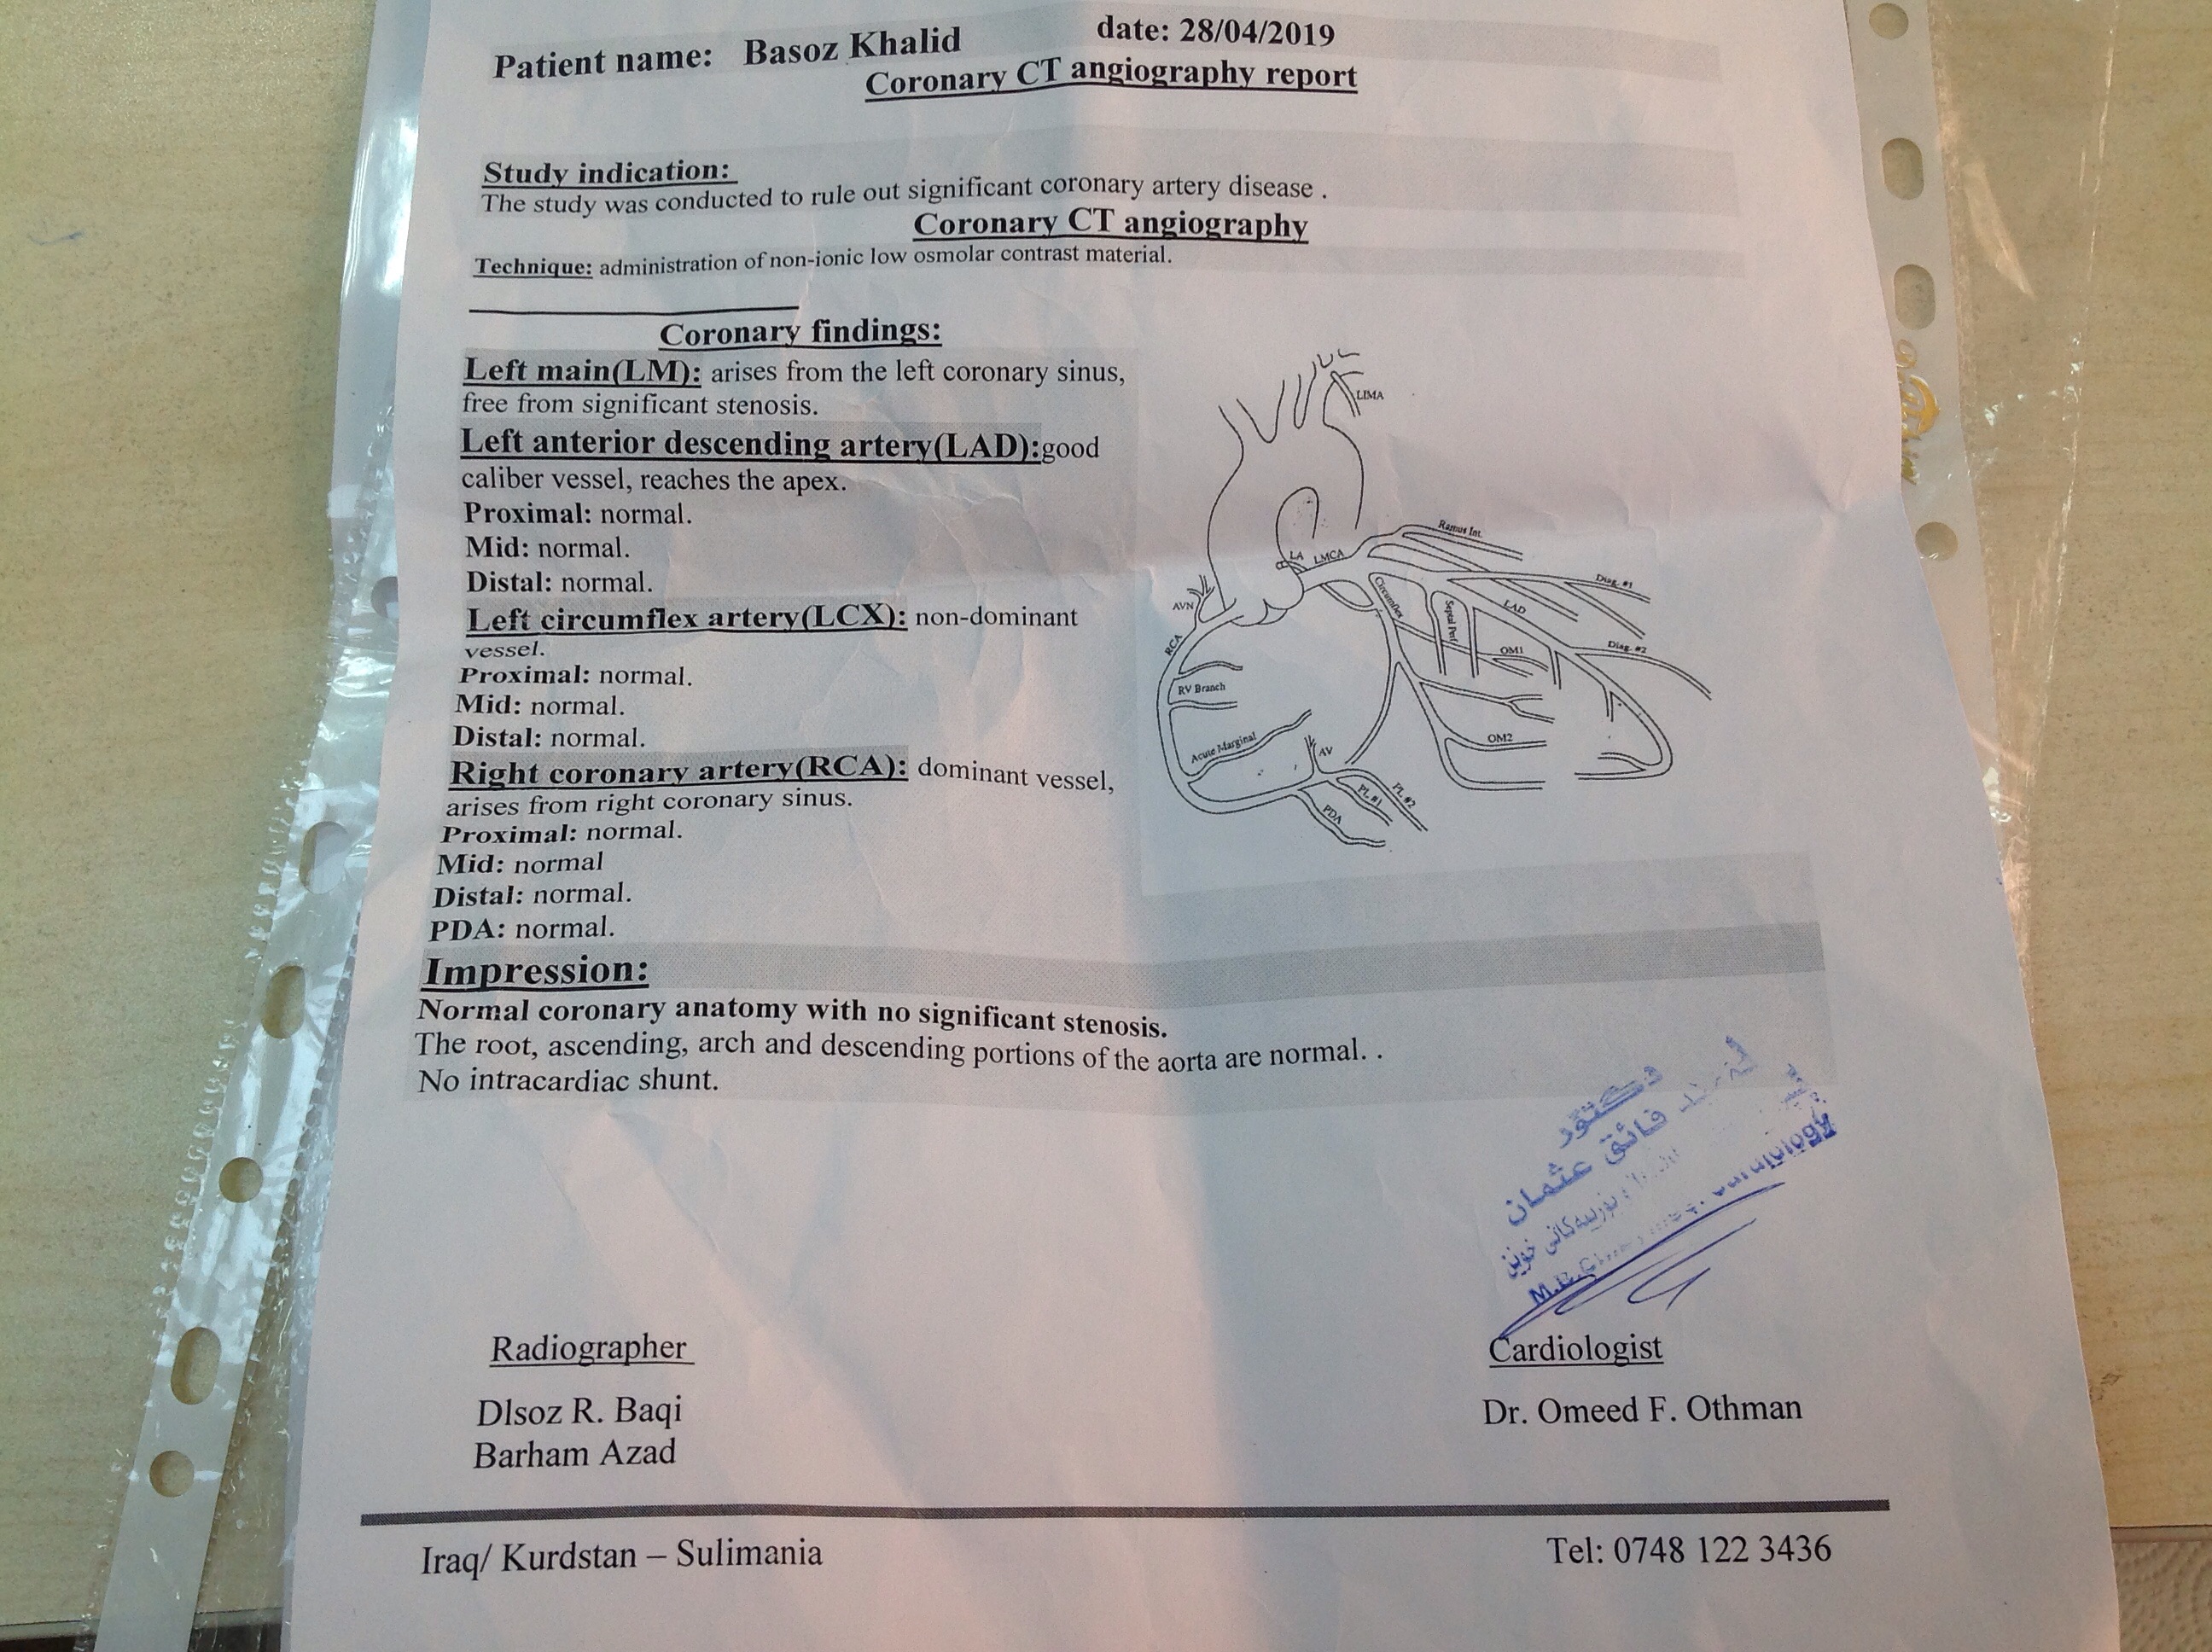 Patient name: Basoz Khalid date: 28/04/2019
Coronary CT angiography report
Study indication:
The study was conducted to rule out significant coronary artery disease .
Coronary CT angiography
Technique: administration of non-ionic low osmolar contrast material.
Coronary findings:
Left main(LM): arises from the left coronary sinus,
free from significant stenosis.
Left anterior descending artery(LAD):good
caliber vessel, reaches the apex.
Proximal: normal.
Mid: normal.
Distal: normal.
Left circumflex artery(LCX): non-dominant
vessel.
Proximal: normal.
Mid: normal.
Distal: normal.
Right coronary artery(RCA): dominant vessel,
arises from right coronary sinus.
Proximal: normal.
Mid: normal
Distal: normal.
PDA: normal.
LIMA
Ramus Int.
LA
LMCA
Diag. #1
Circumflex
LAD
AVN
Septal Perf.
RCA
OM1
Diag. #2
RV Branch
OM2
Acute Marginal
AV
PL #1
PL #2
PDA
Impression:
Normal coronary anatomy with no significant stenosis.
The root, ascending, arch and descending portions of the aorta are normal. .
No intracardiac shunt.
دكتۆر
فائق عثمان
خوێن
Cardiology
Radiographer Cardiologist
Dlsoz R. Baqi Dr. Omeed F. Othman
Barham Azad
Iraq/ Kurdstan – Sulimania Tel: 0748 122 3436